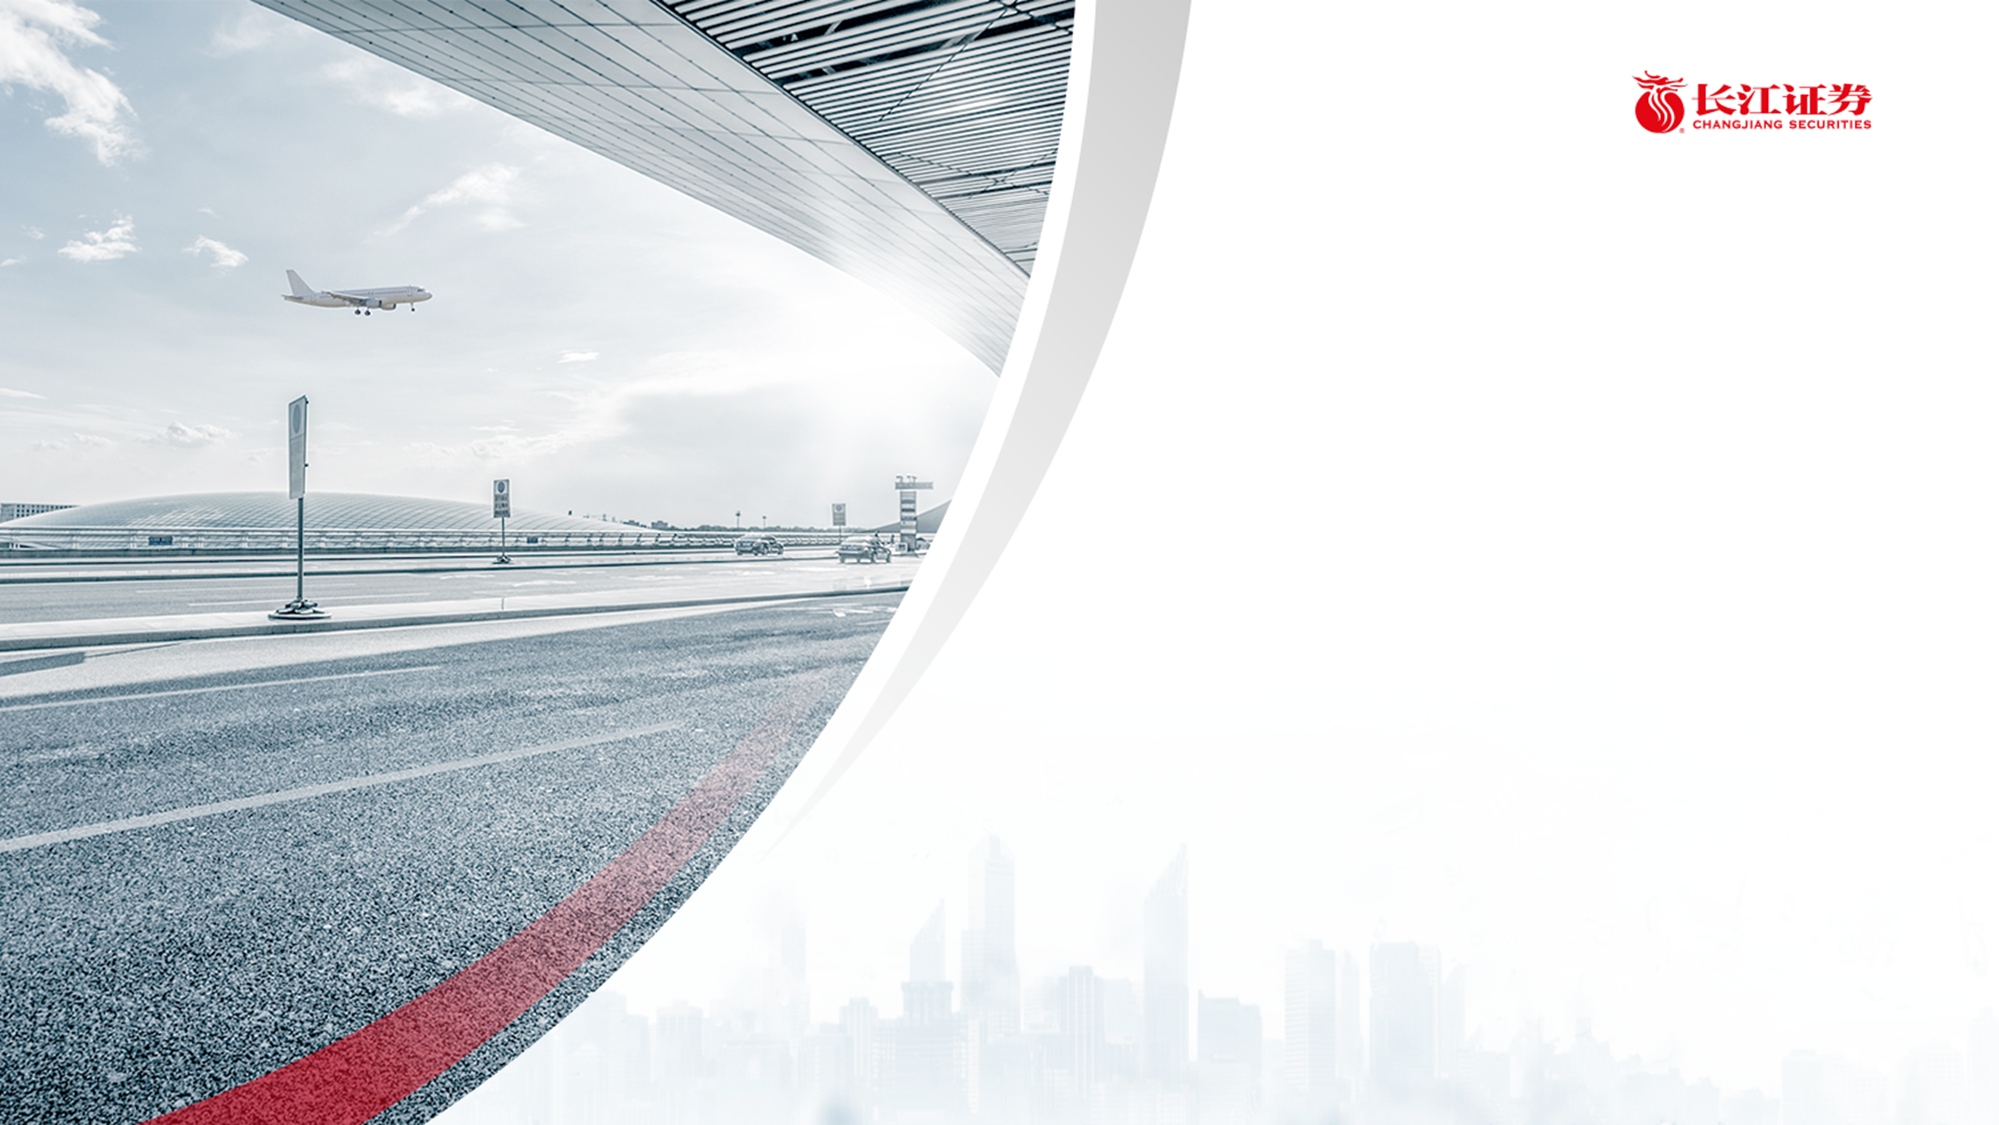 长江证券
CHANGJIANG SECURITIES